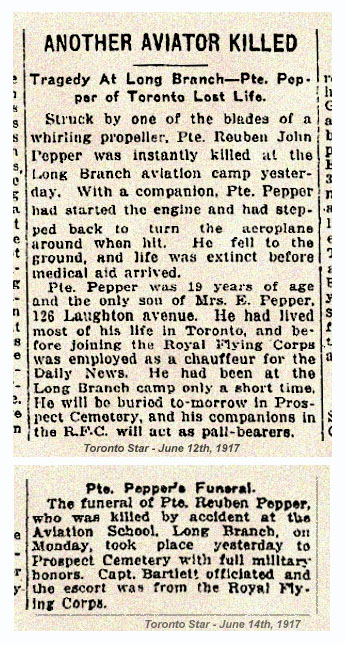 ANOTHER AVIATOR KILLED
Tragedy At Long Branch—Pte. Pep-
per of Toronto Lost Life.
Struck by one of the blades of a
whirling propeller, Pte. Reuben John
Pepper was instantly killed at the
Long Branch aviation camp yester-
day. With a companion, Pte. Pepper
had started the engine and had step-
ped back to turn the aeroplane
around when hit. He fell to the
ground, and life was extinct before
medical aid arrived.
Pte. Pepper was 19 years of age
and the only son of Mrs. E. Pepper,
126 Laughton avenue. He had lived
most of his life in Toronto, and be-
fore joining the Royal Flying Corps
was employed as a chauffeur for the
Daily News. He had been at the
Long Branch camp only a short time.
He will be buried to-morrow in Pros-
pect Cemetery, and his companions in
the R.F.C. will act as pall-bearers.
Toronto Star - June 12th, 1917
Pte. Pepper's Funeral.
The funeral of Pte. Reuben Pepper,
who was killed by accident at the
Aviation School, Long Branch, on
Monday, took place yesterday to
Prospect Cemetery with full military
honors. Capt. Bartlett officiated and
the escort was from the Royal Fly-
ing Corps.
Toronto Star - June 14th, 1917